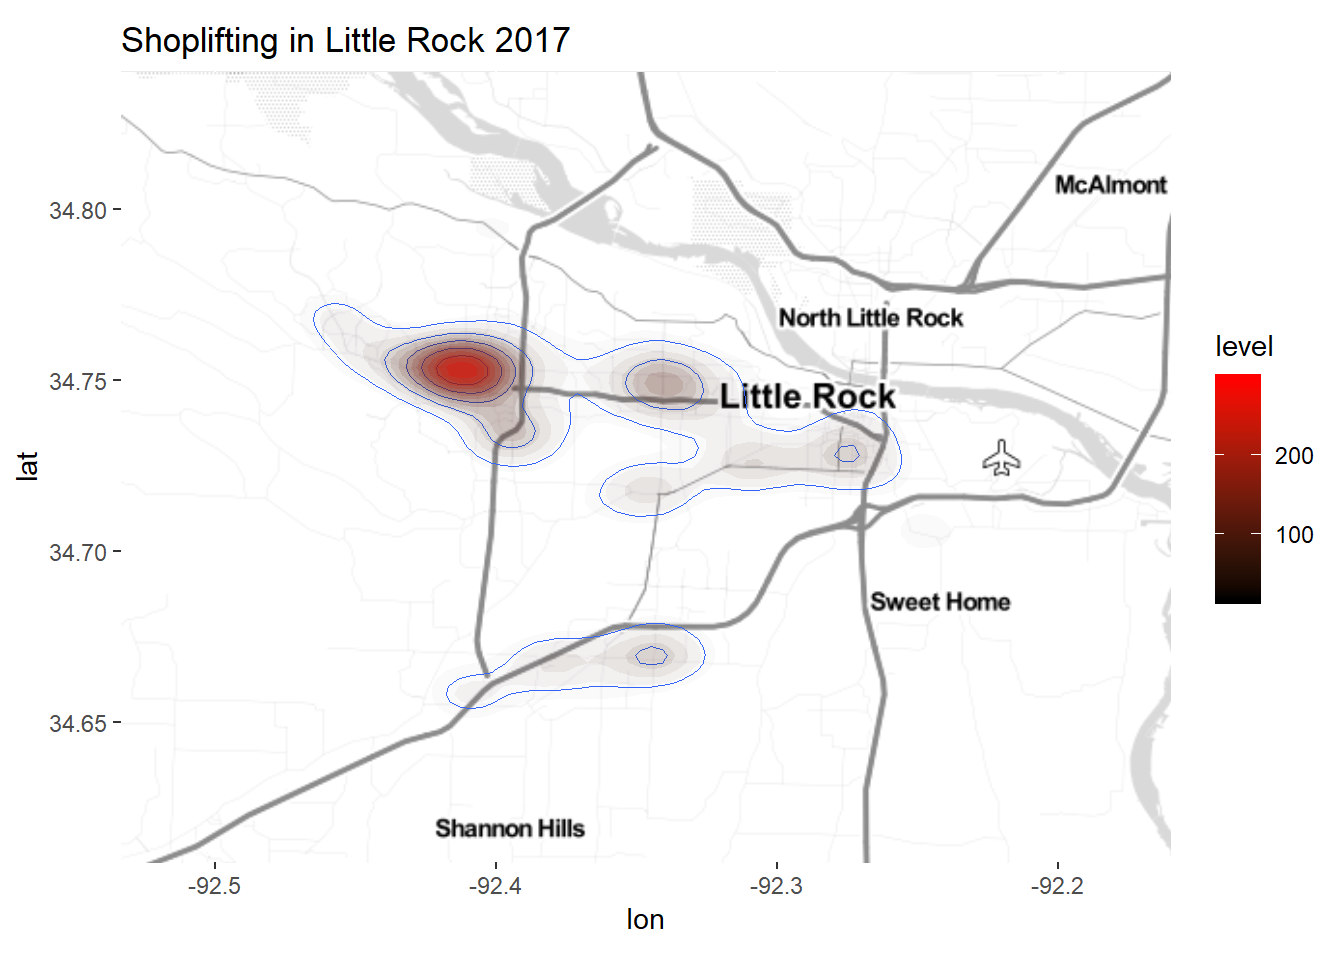 Shoplifting in Little Rock 2017
McAlmont
34.80
North Little Rock
level
34.75
Little Rock
200
lat
100
34.70
Sweet Home
34.65
Shannon Hills
-92.5
-92.4
-92.3
-92.2
lon